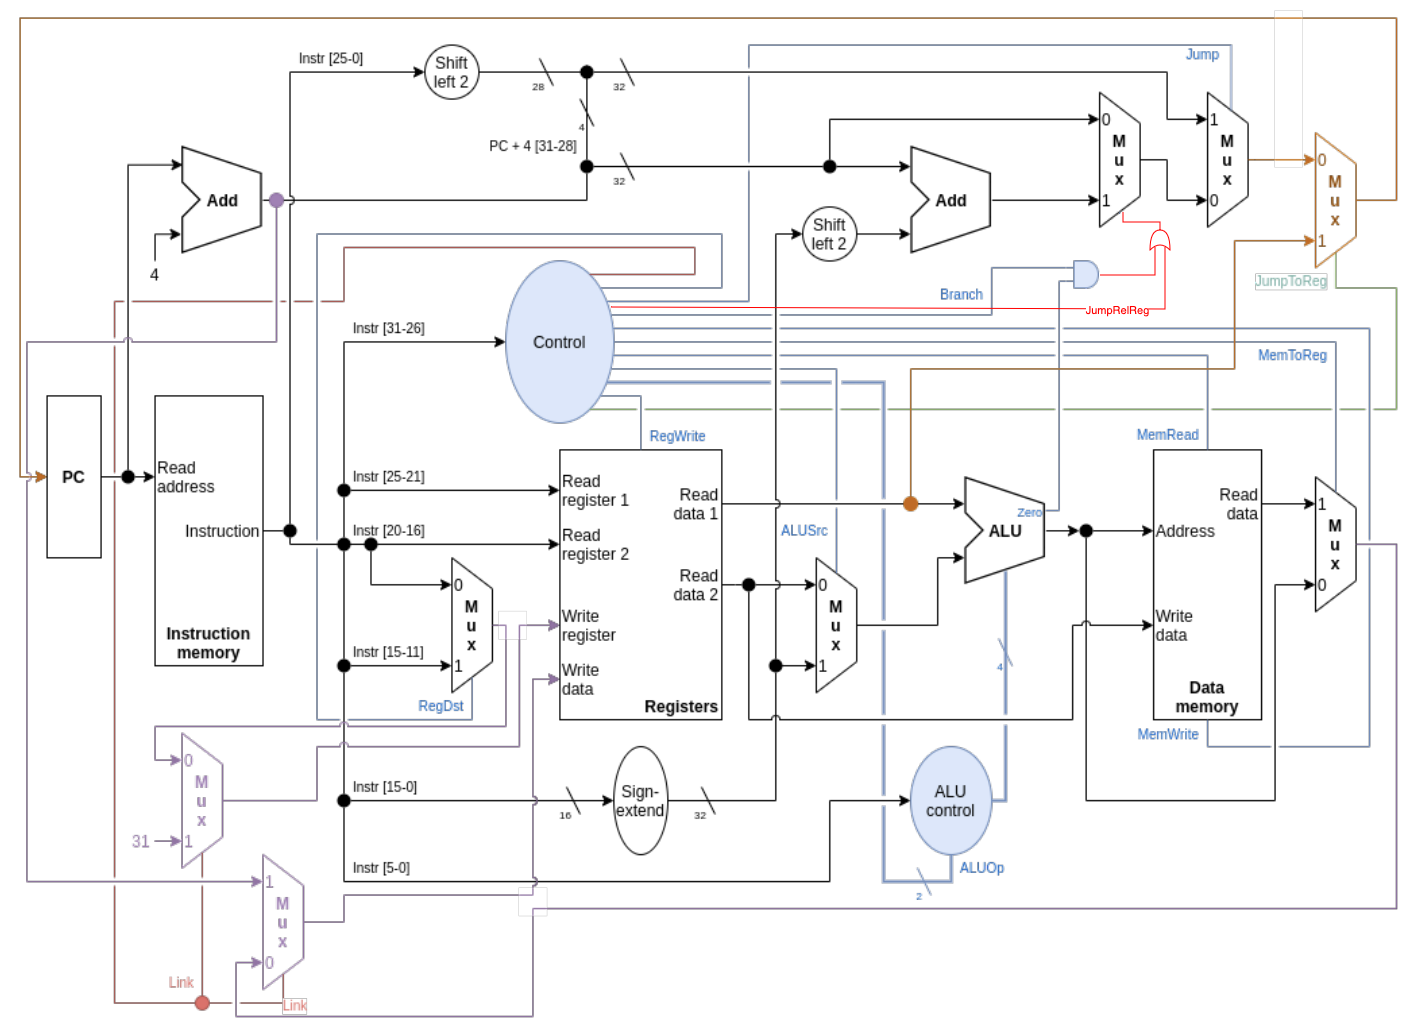 Instr [25-0]
Shift
left 2
28
32
Jump
4
PC + 4 [31-28]
32
0
M
u
x
1
1
M
u
x
0
0
M
u
x
1
Add
4
Add
Shift
left 2
JumpToReg
Branch
JumpRelReg
Instr [31-26]
Control
MemToReg
RegWrite
MemRead
PC
Read
address
Instruction
Instruction
memory
Instr [25-21]
Instr [20-16]
Instr [15-11]
0
M
u
x
1
RegDst
Read
register 1
Read
register 2
Write
register
Write
data
Read
data 1
Read
data 2
Registers
ALUSrc
0
M
u
x
1
Zero
ALU
4
Address
Write
data
Read
data
Data
memory
MemWrite
1
M
u
x
0
0
M
u
x
1
31
Instr [15-0]
16
Sign-
extend
32
ALU
control
ALUOp
2
Instr [5-0]
1
M
u
x
0
Link
Link